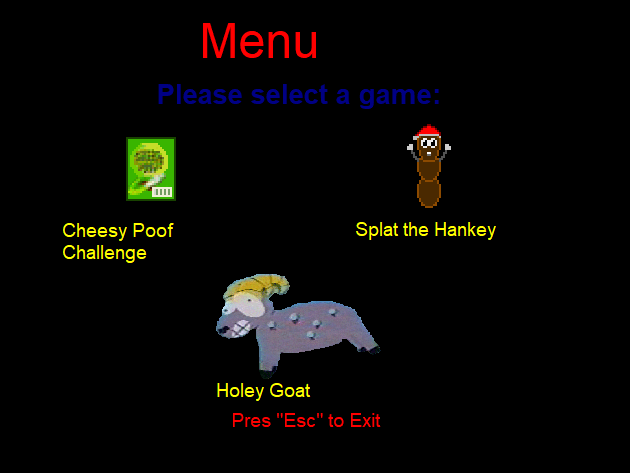 Menu
Please select a game:
Cheesy Poof
Challenge
Splat the Hankey
Holey Goat
Pres "Esc" to Exit